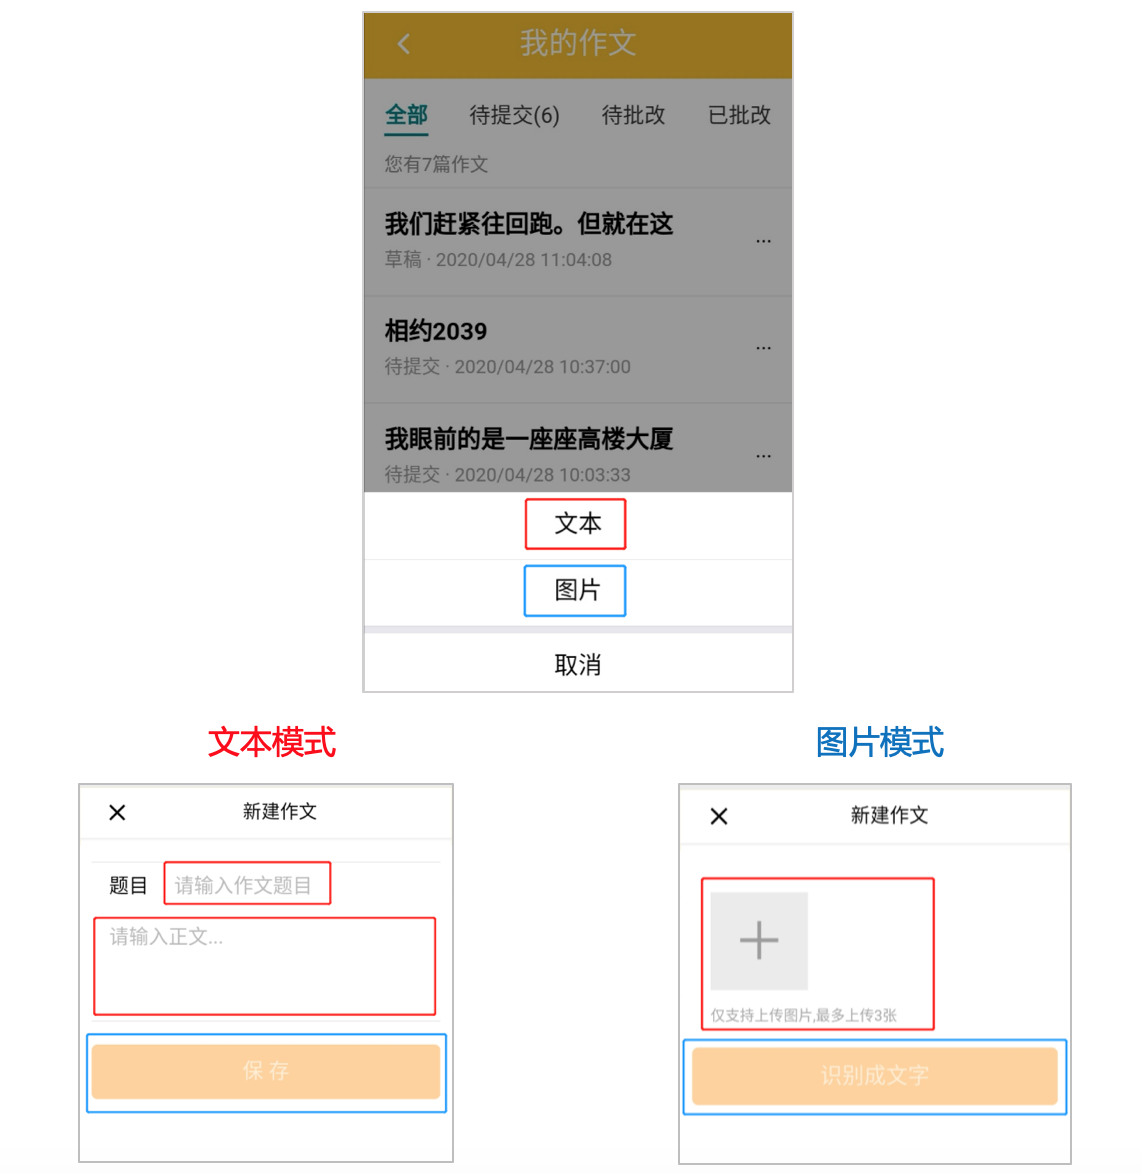 我的作文
全部 待提交(6) 待批改 已批改
您有7篇作文
我们赶紧往回跑。但就在这
...
草稿 · 2020/04/28 11:04:08
相约2039
...
待提交 · 2020/04/28 10:37:00
我眼前的是一座座高楼大厦
...
待提交 · 2020/04/28 10:03:33
文本
图片
取消
文本模式
新建作文
题目 请输入作文题目
请输入正文...
保存
图片模式
新建作文
仅支持上传图片,最多上传3张
识别成文字